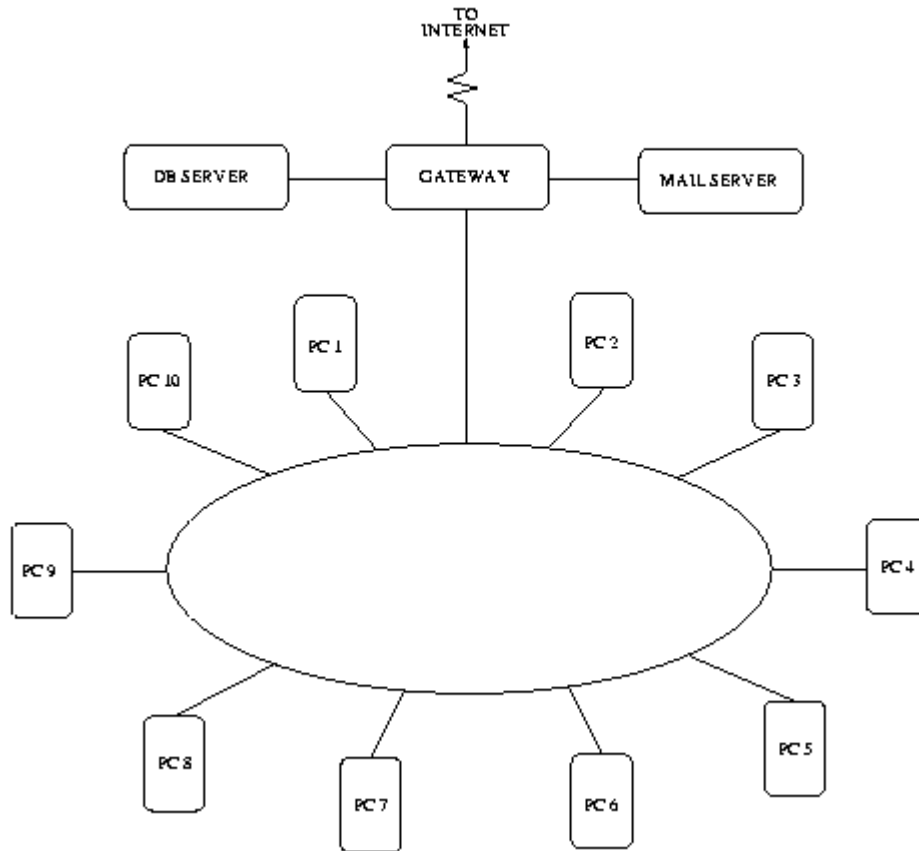 TO
INTERNET
DB SERVER
GATEWAY
MAIL SERVER
PC 1
PC 2
PC 10
PC 3
PC 9
PC 4
PC 8
PC 5
PC 7
PC 6